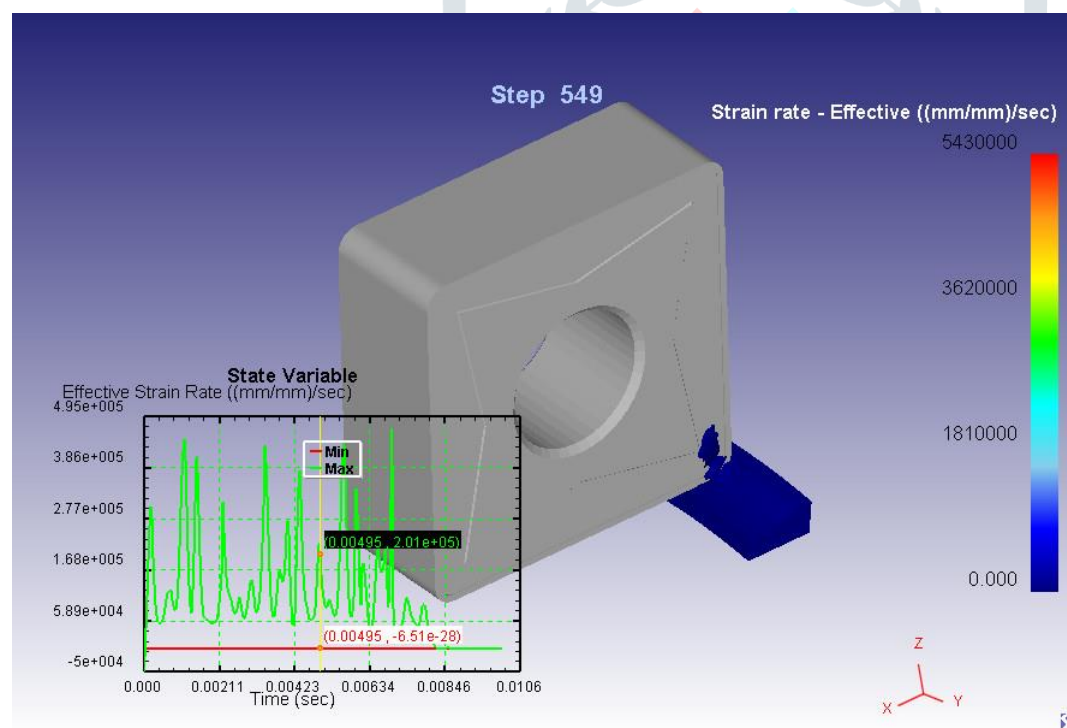 Step 549
Strain rate - Effective ((mm/mm)/sec)
5430000
3620000
1810000
0.000
State Variable
Effective Strain Rate ((mm/mm)/sec)
4.95e+005
3.86e+005
2.77e+005
1.68e+005
5.89e+004
-5e+004
Min
Max
(0.00495 , 2.01e+05)
(0.00495 , -6.51e-28)
0.000 0.00211 0.00423 0.00634 0.00846 0.0106
Time (sec)
Z
X
Y